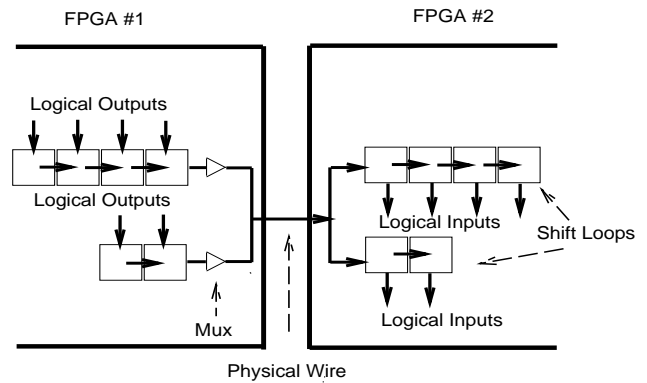 FPGA #1
FPGA #2
Logical Outputs
Logical Outputs
Logical Inputs
Shift Loops
Mux
Logical Inputs
Physical Wire